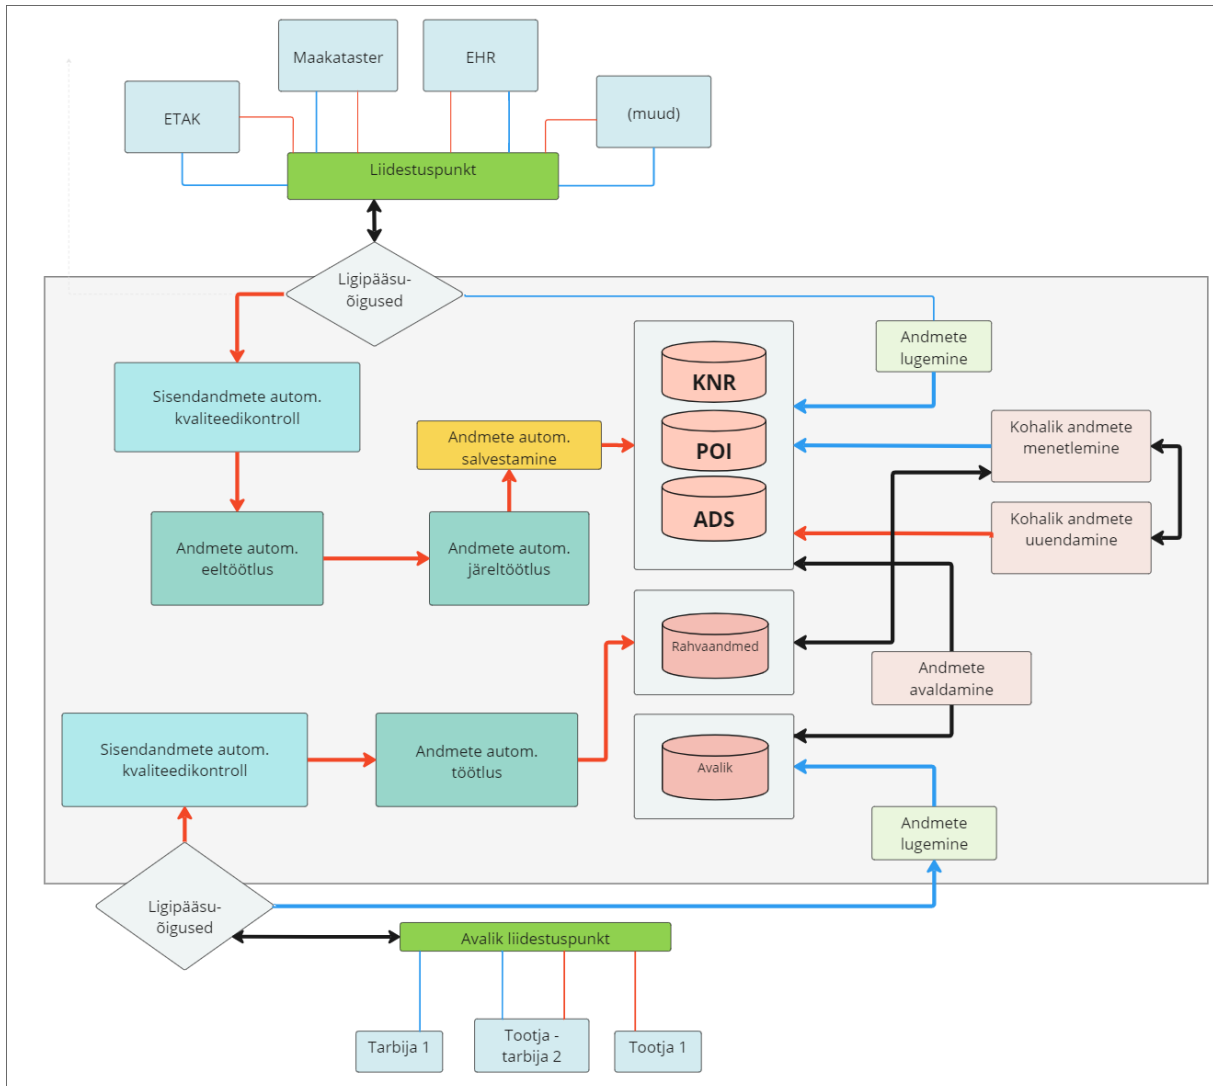 Maakataster
EHR
ETAK
(muud)
Liidestuspunkt
Ligipääsu-
õigused
Andmete
lugemine
Sisendandmete autom.
kvaliteedikontroll
KNR
POI
ADS
Andmete autom.
salvestamine
Kohalik andmete
menetlemine
Kohalik andmete
uuendamine
Andmete autom.
eeltöötlus
Andmete autom.
järeltöötlus
Rahvaandmed
Andmete
avaldamine
Sisendandmete autom.
kvaliteedikontroll
Andmete autom.
töötlus
Avalik
Andmete
lugemine
Ligipääsu-
õigused
Avalik liidestuspunkt
Tarbija 1
Tootja -
tarbija 2
Tootja 1